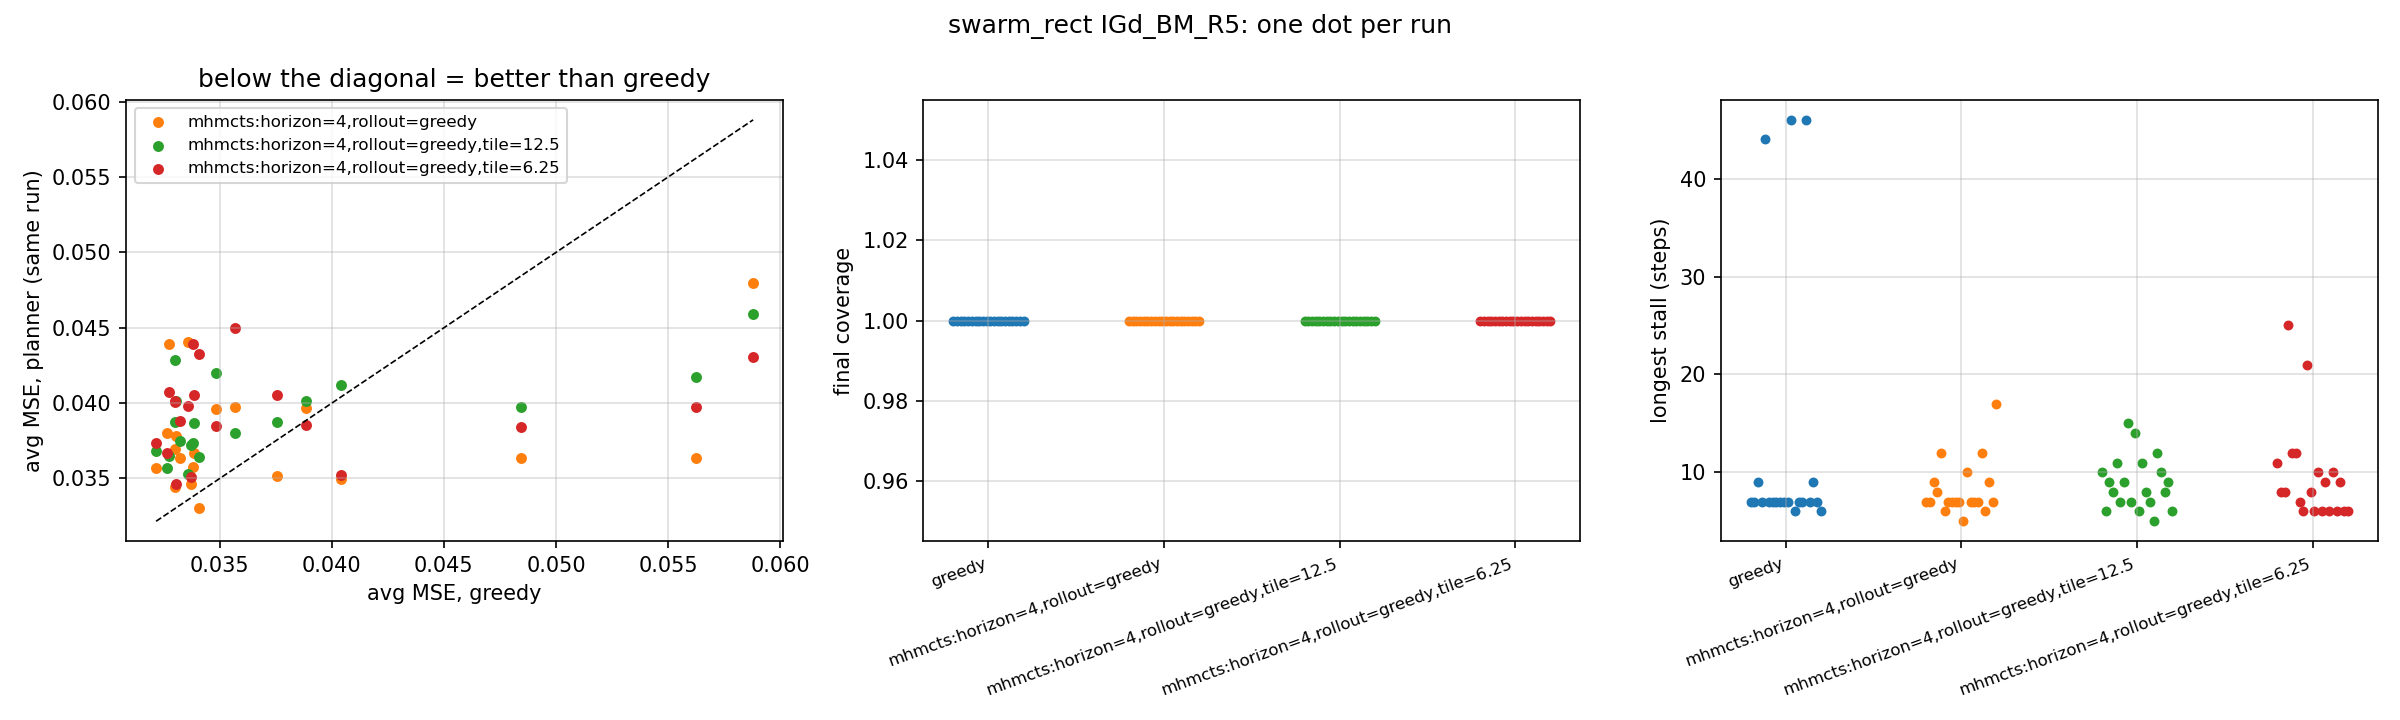 swarm_rect IGd_BM_R5: one dot per run
below the diagonal = better than greedy
mhmcts:horizon=4,rollout=greedy
mhmcts:horizon=4,rollout=greedy,tile=12.5
mhmcts:horizon=4,rollout=greedy,tile=6.25
0.060
0.055
0.050
0.045
0.040
0.035
avg MSE, planner (same run)
0.035
0.040
0.045
0.050
0.055
0.060
avg MSE, greedy
1.04
1.02
1.00
0.98
0.96
final coverage
greedy
mhmcts:horizon=4,rollout=greedy
mhmcts:horizon=4,rollout=greedy,tile=12.5
mhmcts:horizon=4,rollout=greedy,tile=6.25
40
30
20
10
longest stall (steps)
greedy
mhmcts:horizon=4,rollout=greedy
mhmcts:horizon=4,rollout=greedy,tile=12.5
mhmcts:horizon=4,rollout=greedy,tile=6.25